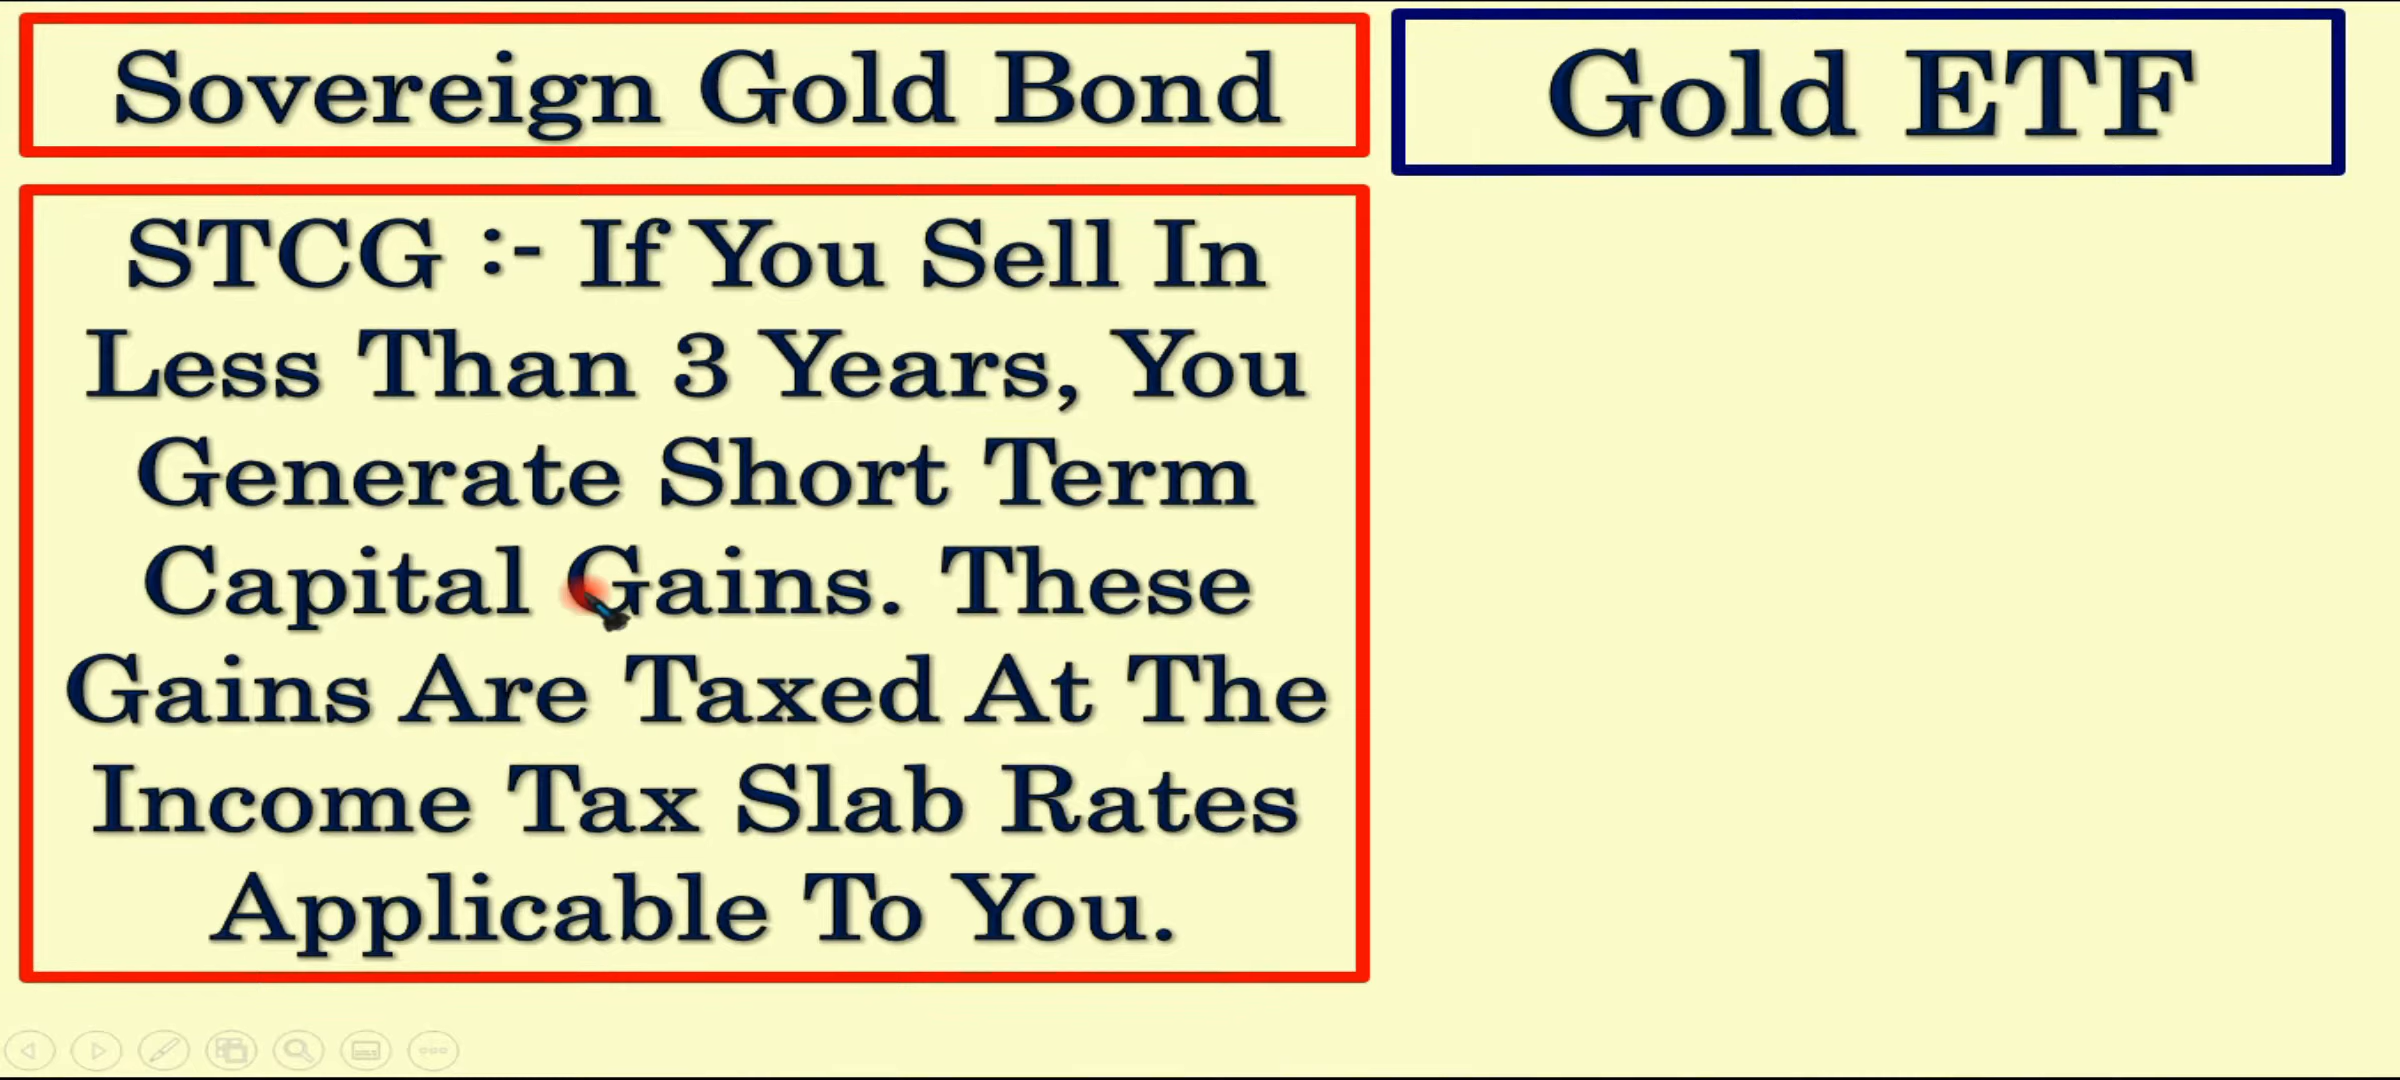 Sovereign Gold Bond
Gold ETF
STCG :- If You Sell In
Less Than 3 Years, You
Generate Short Term
Capital Gains. These
Gains Are Taxed At The
Income Tax Slab Rates
Applicable To You.